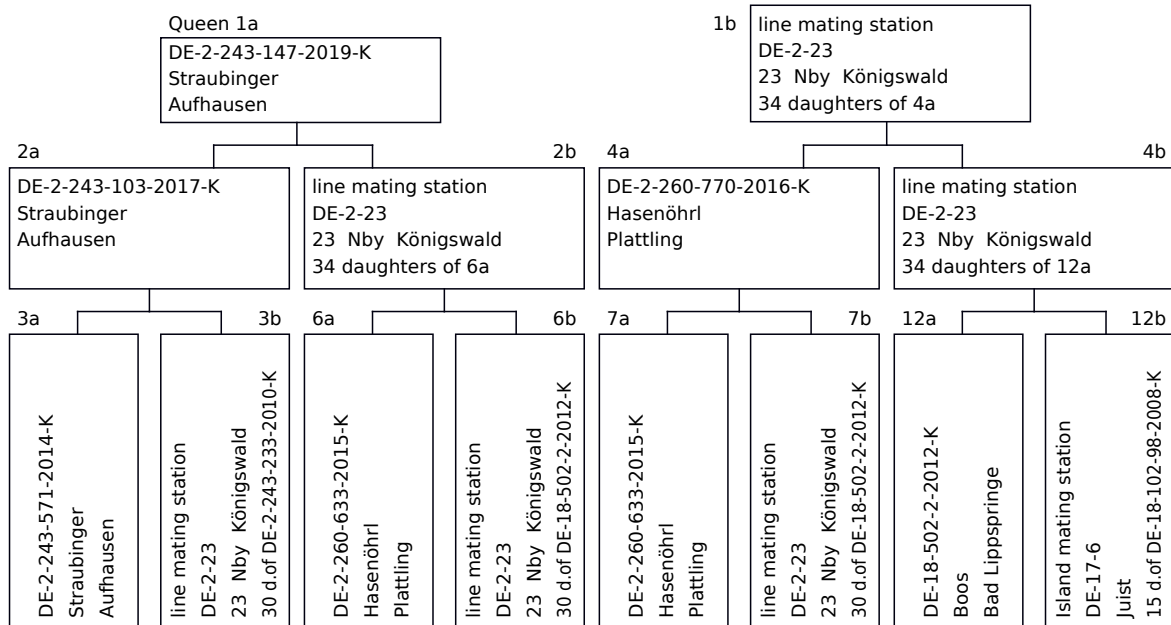 Queen 1a
DE-2-243-147-2019-K
Straubinger
Aufhausen
1b
line mating station
DE-2-23
23 Nby Königswald
34 daughters of 4a
2a
DE-2-243-103-2017-K
Straubinger
Aufhausen
2b
line mating station
DE-2-23
23 Nby Königswald
34 daughters of 6a
4a
DE-2-260-770-2016-K
Hasenöhrl
Plattling
4b
line mating station
DE-2-23
23 Nby Königswald
34 daughters of 12a
3a
DE-2-243-571-2014-K
Straubinger
Aufhausen
3b
line mating station
DE-2-23
23 Nby Königswald
30 d.of DE-2-243-233-2010-K
6a
DE-2-260-633-2015-K
Hasenöhrl
Plattling
6b
line mating station
DE-2-23
23 Nby Königswald
30 d.of DE-18-502-2-2012-K
7a
DE-2-260-633-2015-K
Hasenöhrl
Plattling
7b
line mating station
DE-2-23
23 Nby Königswald
30 d.of DE-18-502-2-2012-K
12a
DE-18-502-2-2012-K
Boos
Bad Lippspringe
12b
Island mating station
DE-17-6
Juist
15 d.of DE-18-102-98-2008-K